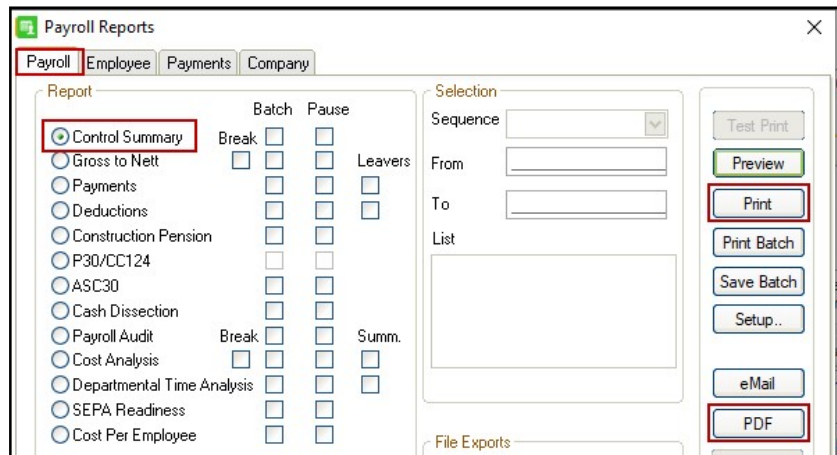 Payroll Reports
Payroll Employee Payments Company
Report
Batch Pause
Control Summary Break
Gross to Nett Leavers
Payments
Deductions
Construction Pension
P30/CC124
ASC30
Cash Dissection
Payroll Audit Break Summ.
Cost Analysis
Departmental Time Analysis
SEPA Readiness
Cost Per Employee
Selection
Sequence
From
To
List
File Exports
Test Print
Preview
Print
Print Batch
Save Batch
Setup..
eMail
PDF